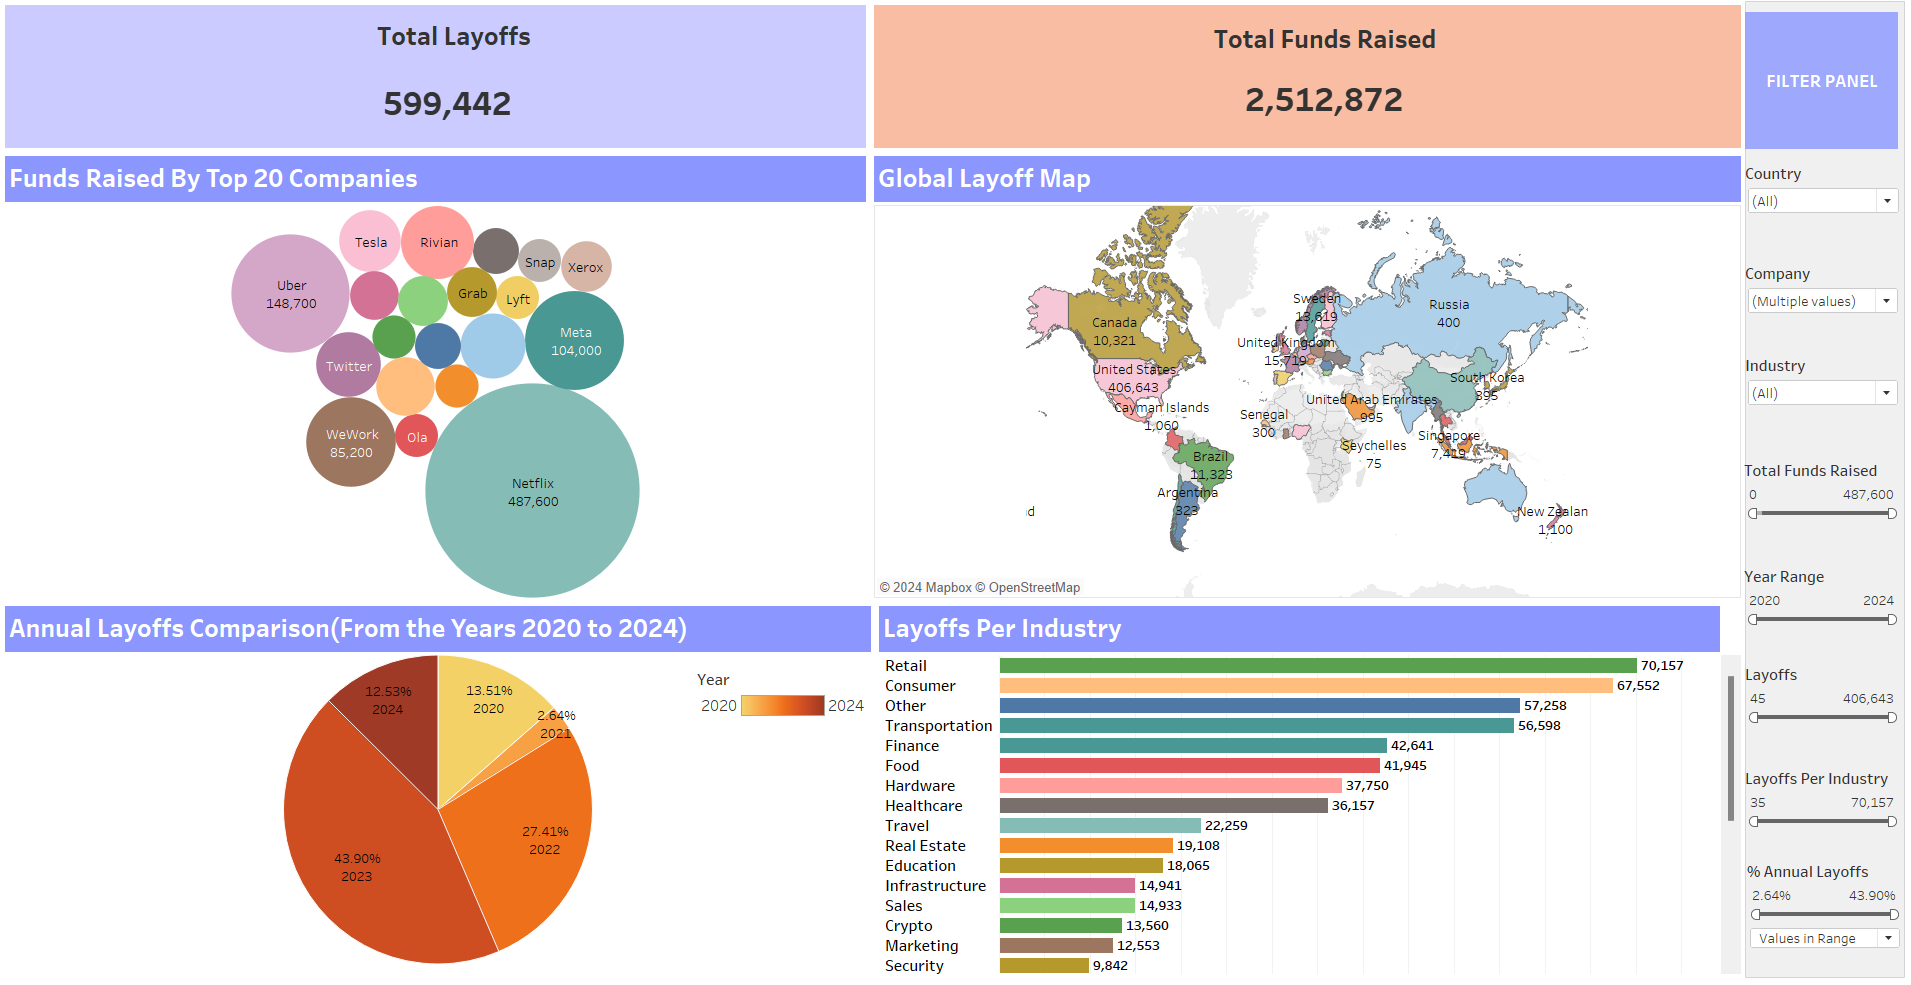 Total Layoffs
599,442
Total Funds Raised
2,512,872
FILTER PANEL
Funds Raised By Top 20 Companies
Tesla
Rivian
Snap
Xerox
Uber
148,700
Grab
Lyft
Meta
104,000
Twitter
WeWork
85,200
Ola
Netflix
487,600
Global Layoff Map
Canada
10,321
United States
406,643
Cayman Islands
1,060
Brazil
11,323
Argentina
323
Sweden
13,619
United Kingdom
15,719
Russia
400
South Korea
895
United Arab Emirates
995
Senegal
300
Seychelles
75
Singapore
7,419
New Zealan
1,100
d
© 2024 Mapbox © OpenStreetMap
Annual Layoffs Comparison(From the Years 2020 to 2024)
12.53%
2024
13.51%
2020
2.64%
2021
27.41%
2022
43.90%
2023
Year
2020 2024
Layoffs Per Industry
Retail 70,157
Consumer 67,552
Other 57,258
Transportation 56,598
Finance 42,641
Food 41,945
Hardware 37,750
Healthcare 36,157
Travel 22,259
Real Estate 19,108
Education 18,065
Infrastructure 14,941
Sales 14,933
Crypto 13,560
Marketing 12,553
Security 9,842
Country
(All)
Company
(Multiple values)
Industry
(All)
Total Funds Raised
0 487,600
Year Range
2020 2024
Layoffs
45 406,643
Layoffs Per Industry
35 70,157
% Annual Layoffs
2.64% 43.90%
Values in Range